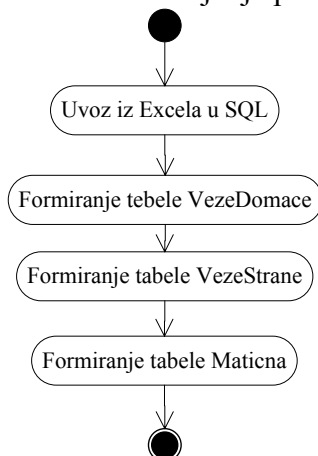 Uvoz iz Excela u SQL
Formiranje tebele VezeDomace
Formiranje tabele VezeStrane
Formiranje tabele Maticna